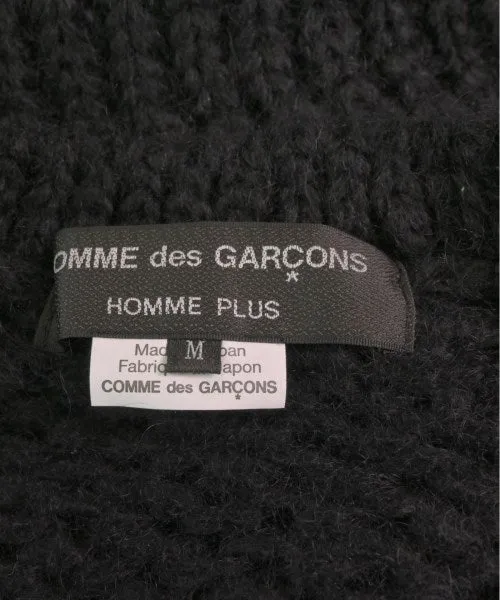 OMME des GARÇONS
*
HOMME PLUS
M
Mad pan
Fabriq apon
COMME des GARÇONS
*